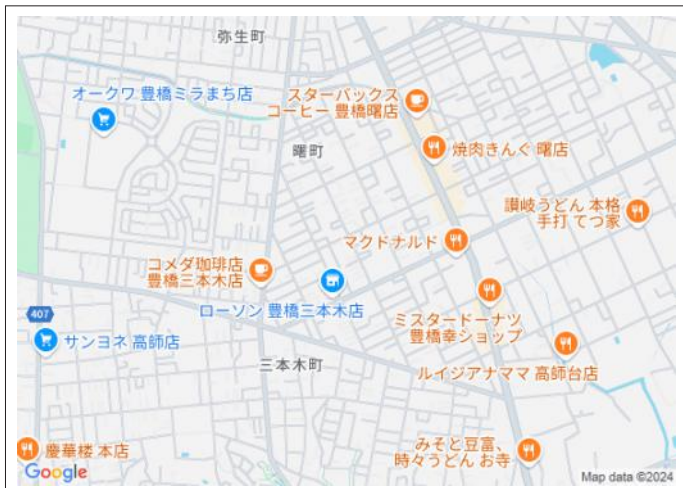 弥生町
オークワ 豊橋ミラまち店
スターバックス
コーヒー 豊橋曙店
曙町
焼肉きんぐ 曙店
讃岐うどん 本格
手打 てつ家
マクドナルド
コメダ珈琲店
豊橋三本木店
ローソン 豊橋三本木店
ミスタードーナツ
豊橋幸ショップ
407
サンヨネ 高師店
三本木町
ルイジアナママ 高師台店
みそと豆富、
時々うどん お寺
慶華楼 本店
Google
Map data ©2024